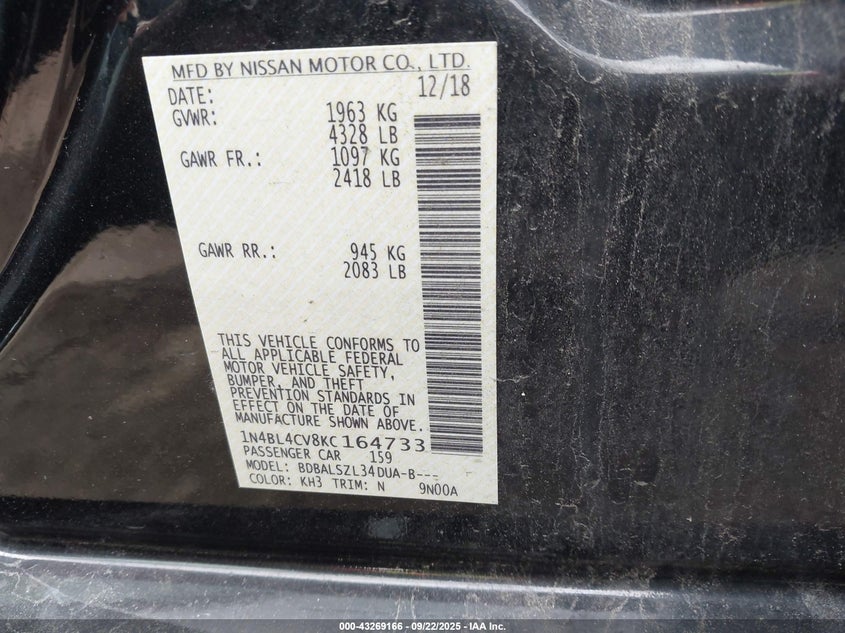 MFD BY NISSAN MOTOR CO., LTD.
DATE: 12/18
GVWR: 1963 KG
4328 LB
GAWR FR.: 1097 KG
2418 LB
GAWR RR.: 945 KG
2083 LB
THIS VEHICLE CONFORMS TO
ALL APPLICABLE FEDERAL
MOTOR VEHICLE SAFETY,
BUMPER, AND THEFT
PREVENTION STANDARDS IN
EFFECT ON THE DATE OF
MANUFACTURE SHOWN ABOVE.
1N4BL4CV8KC164733
PASSENGER CAR 159
MODEL: BDBALSZL34DUA-B---
COLOR: KH3 TRIM: N 9N00A
000-43269166 - 09/22/2025 - IAA Inc.